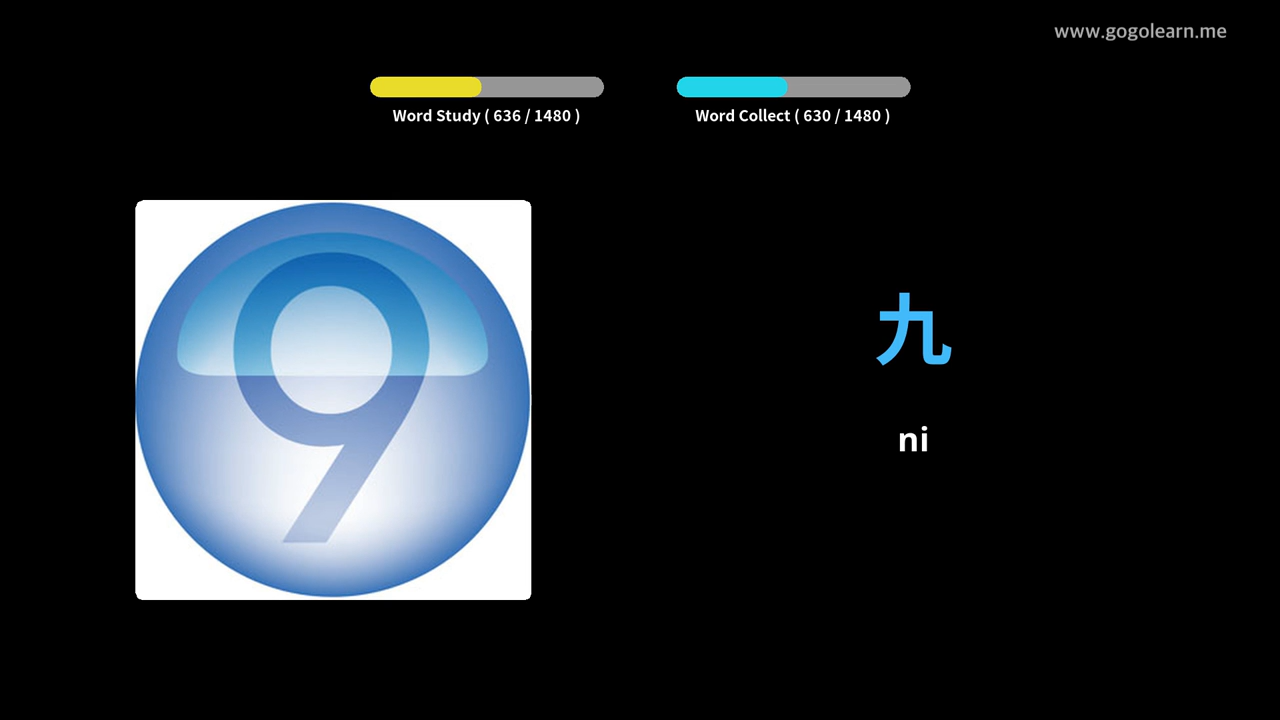 www.gogolearn.me
Word Study ( 636 / 1480 )
Word Collect ( 630 / 1480 )
9
九
ni